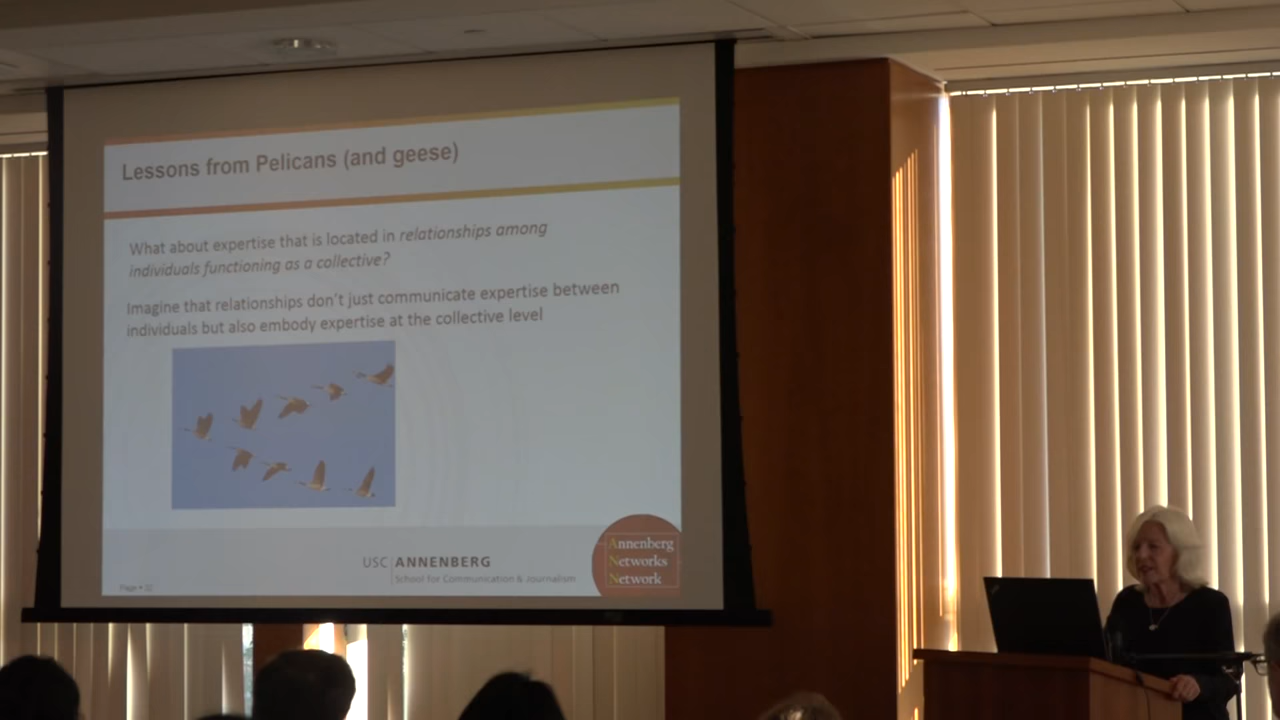 Lessons from Pelicans (and geese)
What about expertise that is located in relationships among
individuals functioning as a collective?
Imagine that relationships don't just communicate expertise between
individuals but also embody expertise at the collective level
USC ANNENBERG
School for Communication & Journalism
Annenberg
Networks
Network
Page • 32